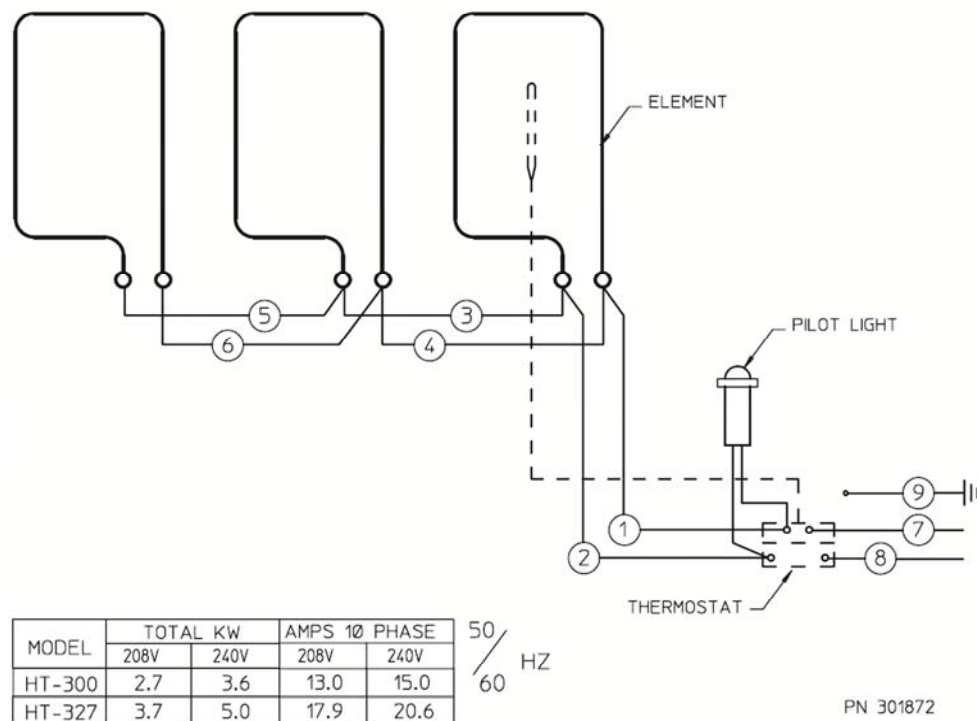 ELEMENT
5
3
6
4
PILOT LIGHT
9
1
7
2
8
THERMOSTAT
MODEL TOTAL KW AMPS 1Ø PHASE
208V 240V 208V 240V
HT-300 2.7 3.6 13.0 15.0
HT-327 3.7 5.0 17.9 20.6
50/60 HZ
PN 301872